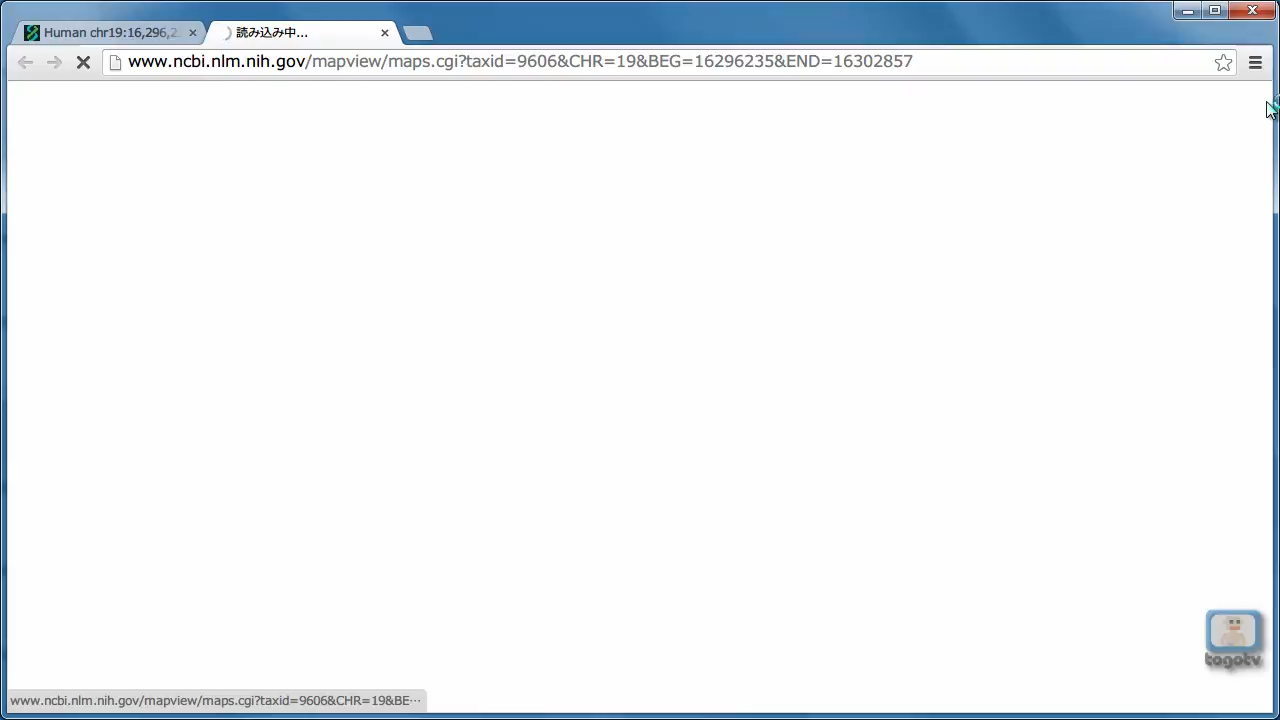 Human chr19:16,296,2
読み込み中...
www.ncbi.nlm.nih.gov/mapview/maps.cgi?taxid=9606&CHR=19&BEG=16296235&END=16302857
togotv
www.ncbi.nlm.nih.gov/mapview/maps.cgi?taxid=9606&CHR=19&BE…